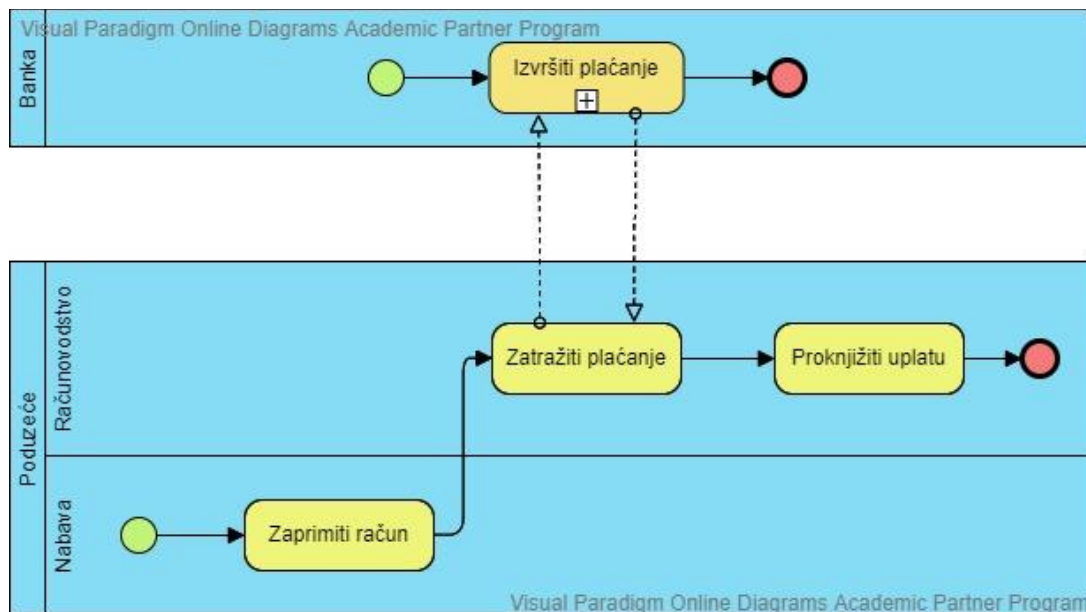 Visual Paradigm Online Diagrams Academic Partner Program
Banka
Izvršiti plaćanje
Poduzeće
Računovodstvo
Zatražiti plaćanje
Proknjižiti uplatu
Nabava
Zaprimiti račun
Visual Paradigm Online Diagrams Academic Partner Program